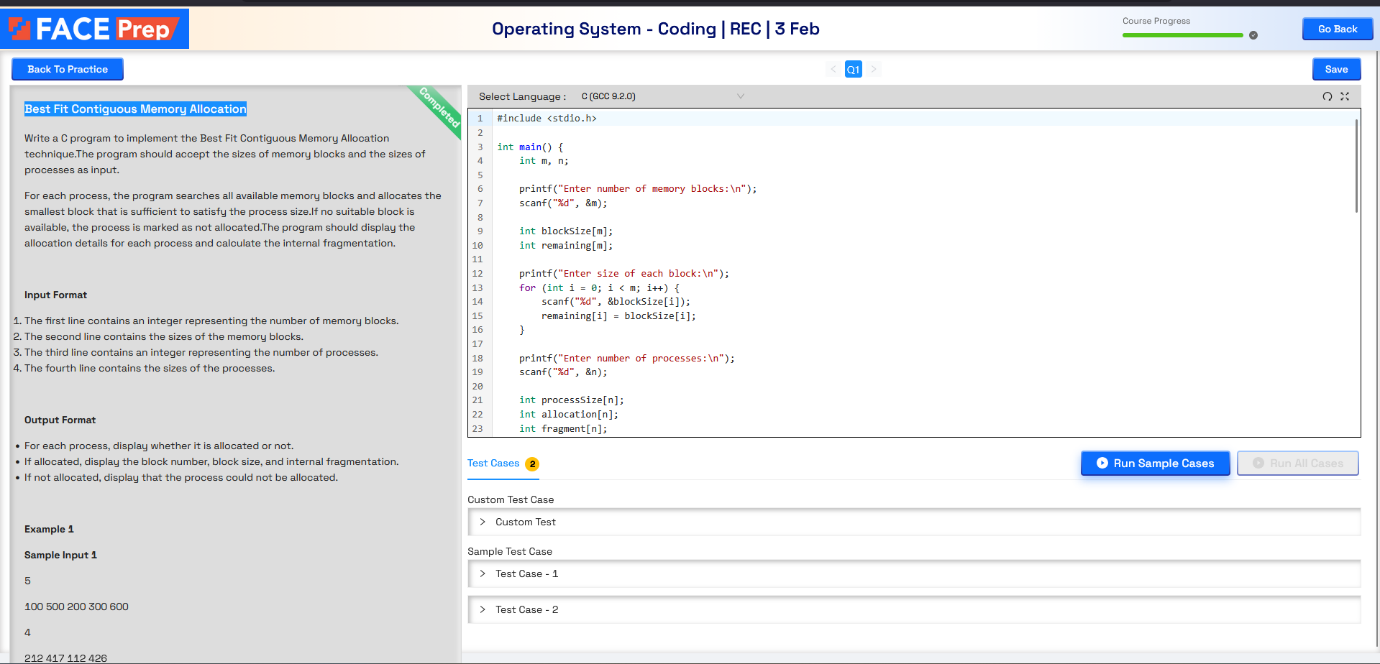 FACE Prep
Operating System - Coding | REC | 3 Feb
Course Progress
Go Back
Back To Practice
< Q1 >
Save
Best Fit Contiguous Memory Allocation
Completed
Write a C program to implement the Best Fit Contiguous Memory Allocation
technique.The program should accept the sizes of memory blocks and the sizes of
processes as input.
For each process, the program searches all available memory blocks and allocates the
smallest block that is sufficient to satisfy the process size.If no suitable block is
available, the process is marked as not allocated.The program should display the
allocation details for each process and calculate the internal fragmentation.
Input Format
1. The first line contains an integer representing the number of memory blocks.
2. The second line contains the sizes of the memory blocks.
3. The third line contains an integer representing the number of processes.
4. The fourth line contains the sizes of the processes.
Output Format
• For each process, display whether it is allocated or not.
• If allocated, display the block number, block size, and internal fragmentation.
• If not allocated, display that the process could not be allocated.
Example 1
Sample Input 1
5
100 500 200 300 600
4
212 417 112 426
Select Language : C (GCC 9.2.0)
1 #include <stdio.h>
2
3 int main() {
4     int m, n;
5
6     printf("Enter number of memory blocks:\n");
7     scanf("%d", &m);
8
9     int blockSize[m];
10     int remaining[m];
11
12     printf("Enter size of each block:\n");
13     for (int i = 0; i < m; i++) {
14         scanf("%d", &blockSize[i]);
15         remaining[i] = blockSize[i];
16     }
17
18     printf("Enter number of processes:\n");
19     scanf("%d", &n);
20
21     int processSize[n];
22     int allocation[n];
23     int fragment[n];
Test Cases 2
Run Sample Cases
Run All Cases
Custom Test Case
> Custom Test
Sample Test Case
> Test Case - 1
> Test Case - 2